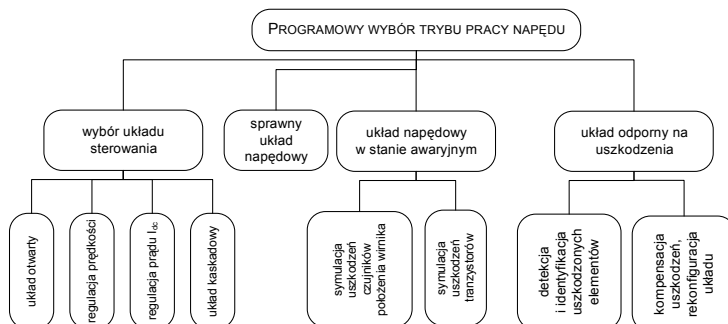 PROGRAMOWY WYBÓR TRYBU PRACY NAPĘDU
wybór układu
sterowania
sprawny
układ
napędowy
układ napędowy
w stanie awaryjnym
układ odporny na
uszkodzenia
układ otwarty
regulacja prędkości
regulacja prądu Idc
układ kaskadowy
symulacja
uszkodzeń
czujników
położenia wirnika
symulacja
uszkodzeń
tranzystorów
detekcja
i identyfikacja
uszkodzonych
elementów
kompensacja
uszkodzeń,
rekonfiguracja
układu